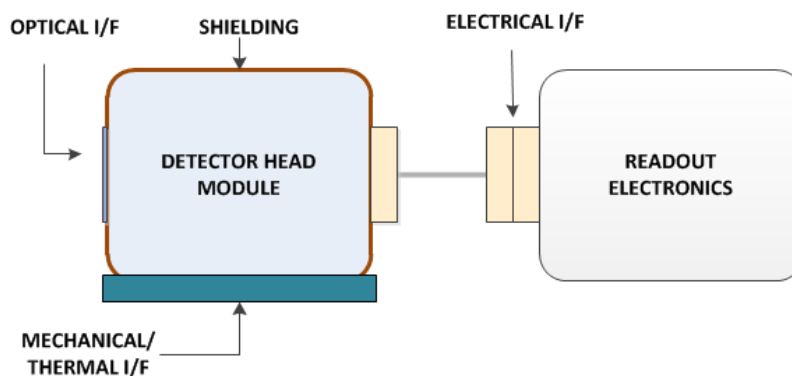 OPTICAL I/F
SHIELDING
ELECTRICAL I/F
DETECTOR HEAD
MODULE
READOUT
ELECTRONICS
MECHANICAL/
THERMAL I/F